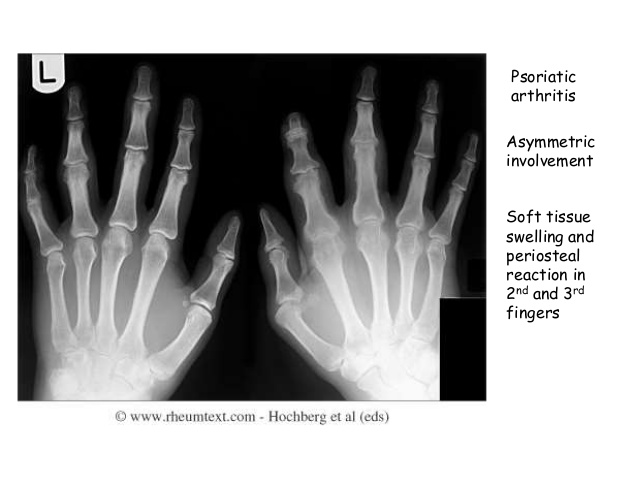 L
Psoriatic
arthritis
Asymmetric
involvement
Soft tissue
swelling and
periosteal
reaction in
2nd and 3rd
fingers
© www.rheumtext.com - Hochberg et al (eds)